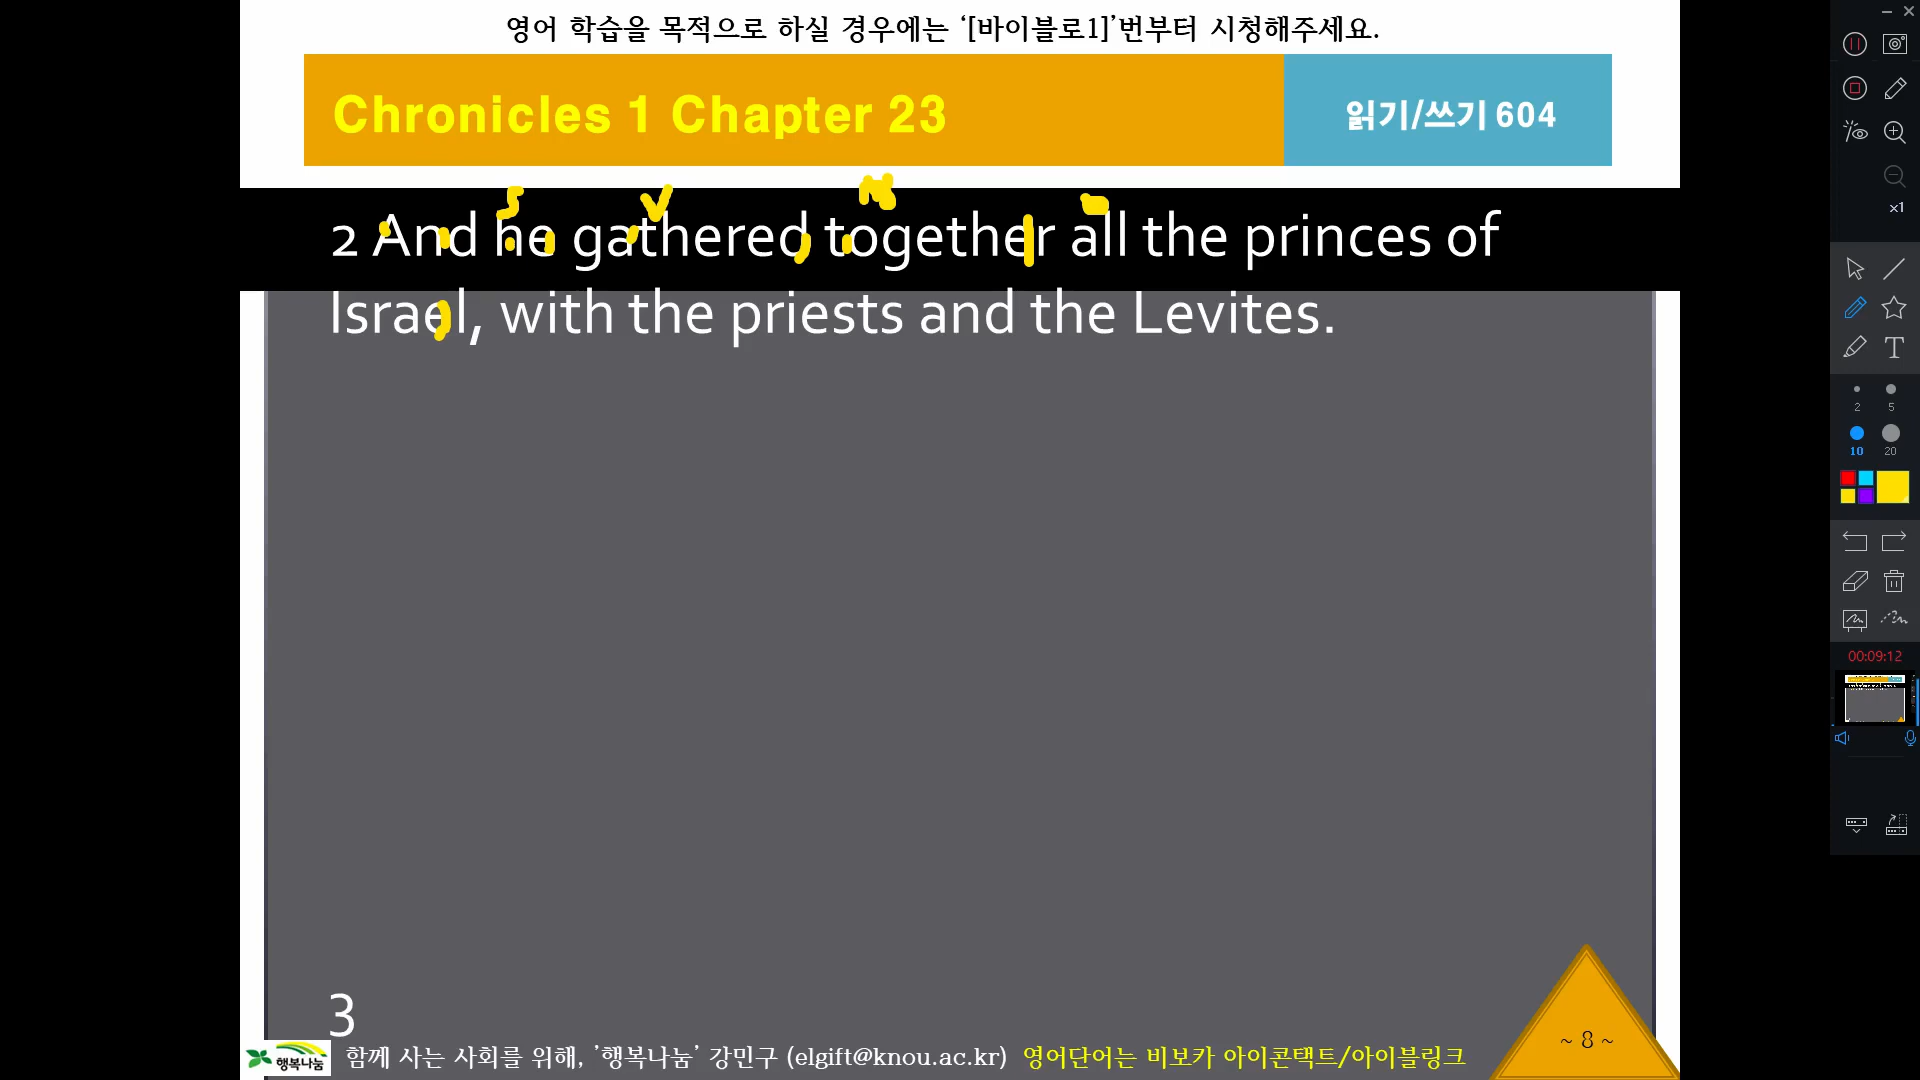 영어 학습을 목적으로 하실 경우에는 ‘[바이블로1]’번부터 시청해주세요.
Chronicles 1 Chapter 23
읽기/쓰기 604
S V M O
2 And he gathered together all the princes of
Israel, with the priests and the Levites.
3
~ 8 ~
행복나눔 함께 사는 사회를 위해, ’행복나눔’ 강민구 (elgift@knou.ac.kr) 영어단어는 비보카 아이콘택트/아이블링크
x1
T
2 5
10 20
00:09:12